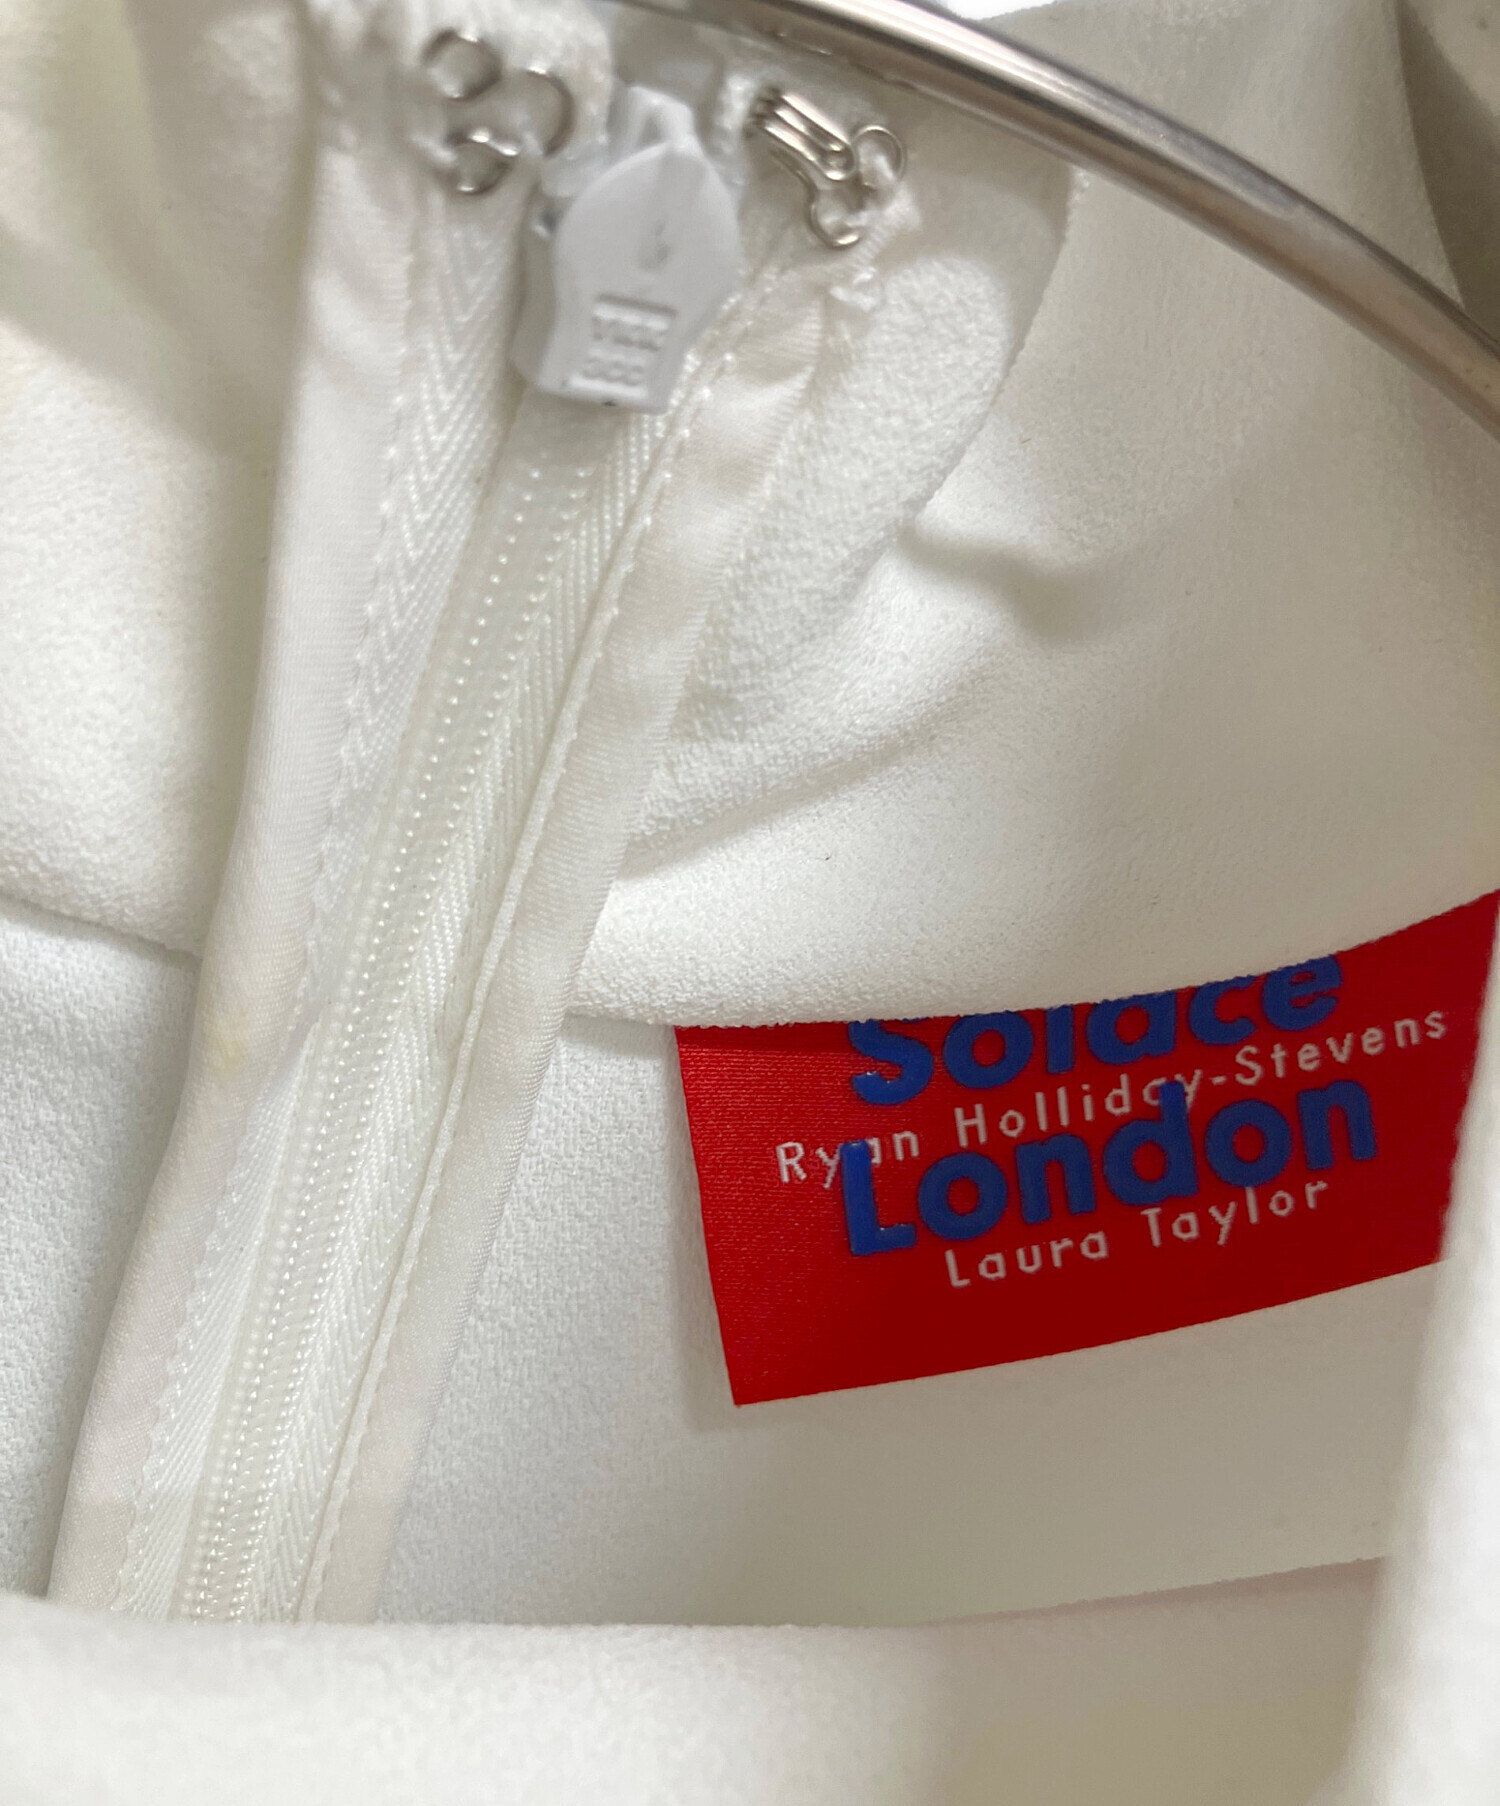 Solace
Ryan Holliday-Stevens
London
Laura Taylor